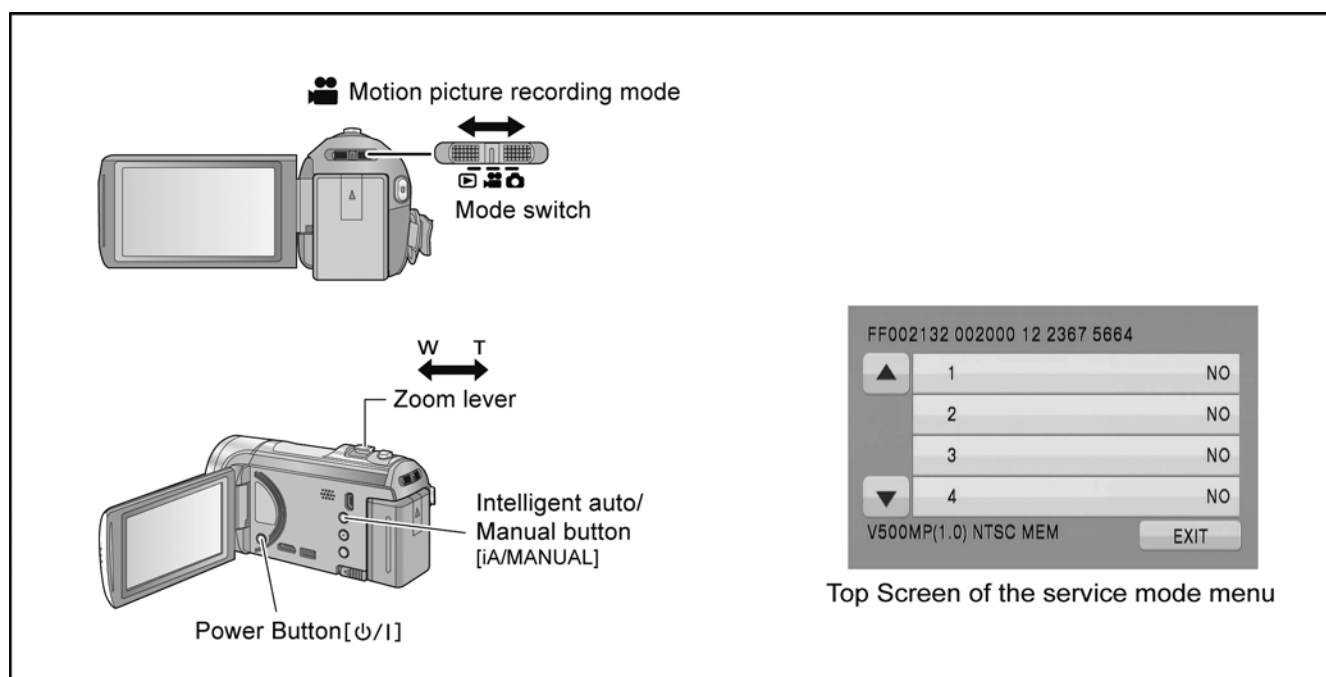 Motion picture recording mode
Mode switch
W T
Zoom lever
Intelligent auto/
Manual button
[iA/MANUAL]
Power Button[⏻/I]
FF002132 002000 12 2367 5664
1 NO
2 NO
3 NO
4 NO
V500MP(1.0) NTSC MEM EXIT
Top Screen of the service mode menu